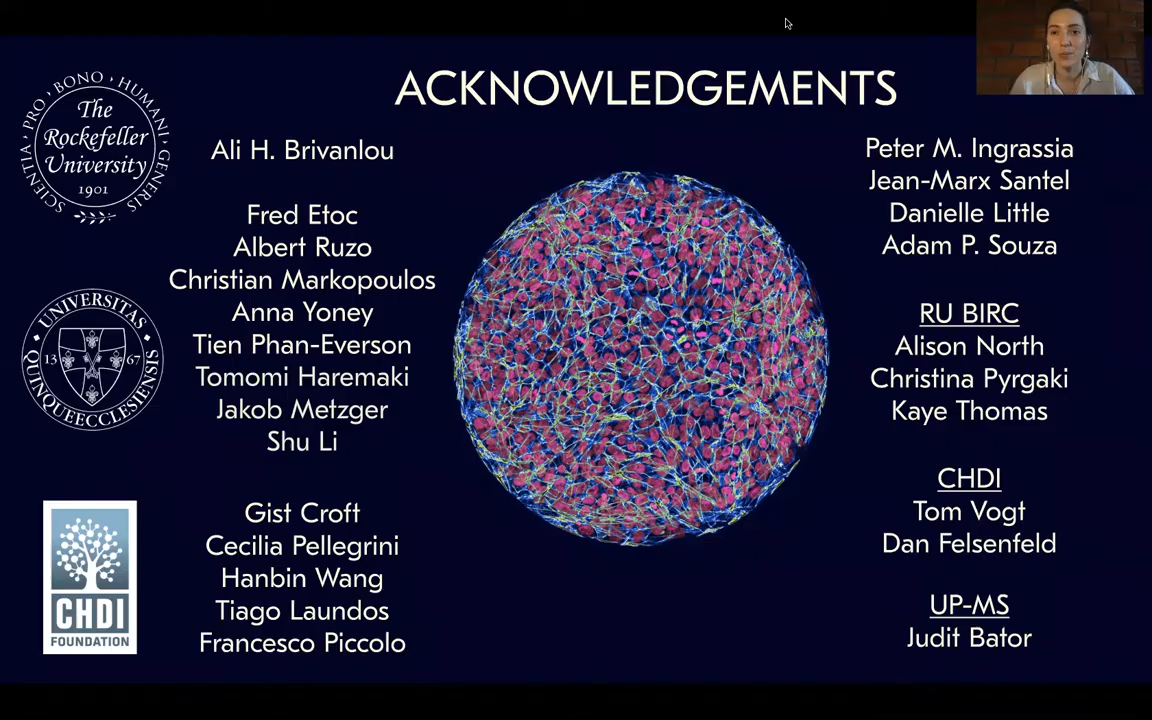 ACKNOWLEDGEMENTS
SCIENTIA · PRO · BONO · HUMANI · GENERIS
The
Rockefeller
University
1901
UNIVERSITAS
QUINQUEECCLESIENSIS
13 67
CHDI
FOUNDATION
Ali H. Brivanlou
Fred Etoc
Albert Ruzo
Christian Markopoulos
Anna Yoney
Tien Phan-Everson
Tomomi Haremaki
Jakob Metzger
Shu Li
Gist Croft
Cecilia Pellegrini
Hanbin Wang
Tiago Laundos
Francesco Piccolo
Peter M. Ingrassia
Jean-Marx Santel
Danielle Little
Adam P. Souza
RU BIRC
Alison North
Christina Pyrgaki
Kaye Thomas
CHDI
Tom Vogt
Dan Felsenfeld
UP-MS
Judit Bator